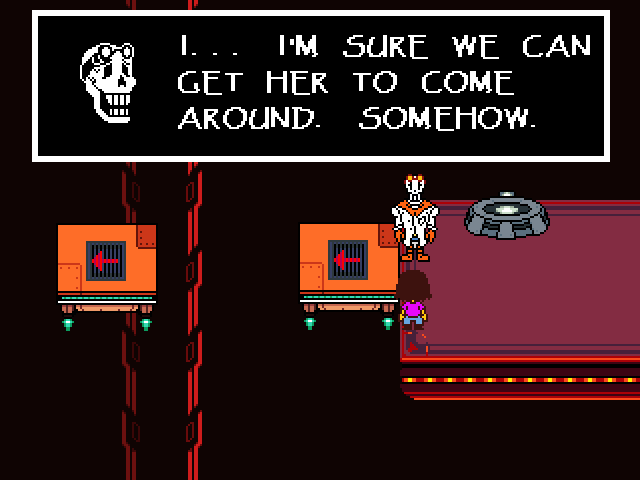 I... I'M SURE WE CAN
GET HER TO COME
AROUND. SOMEHOW.